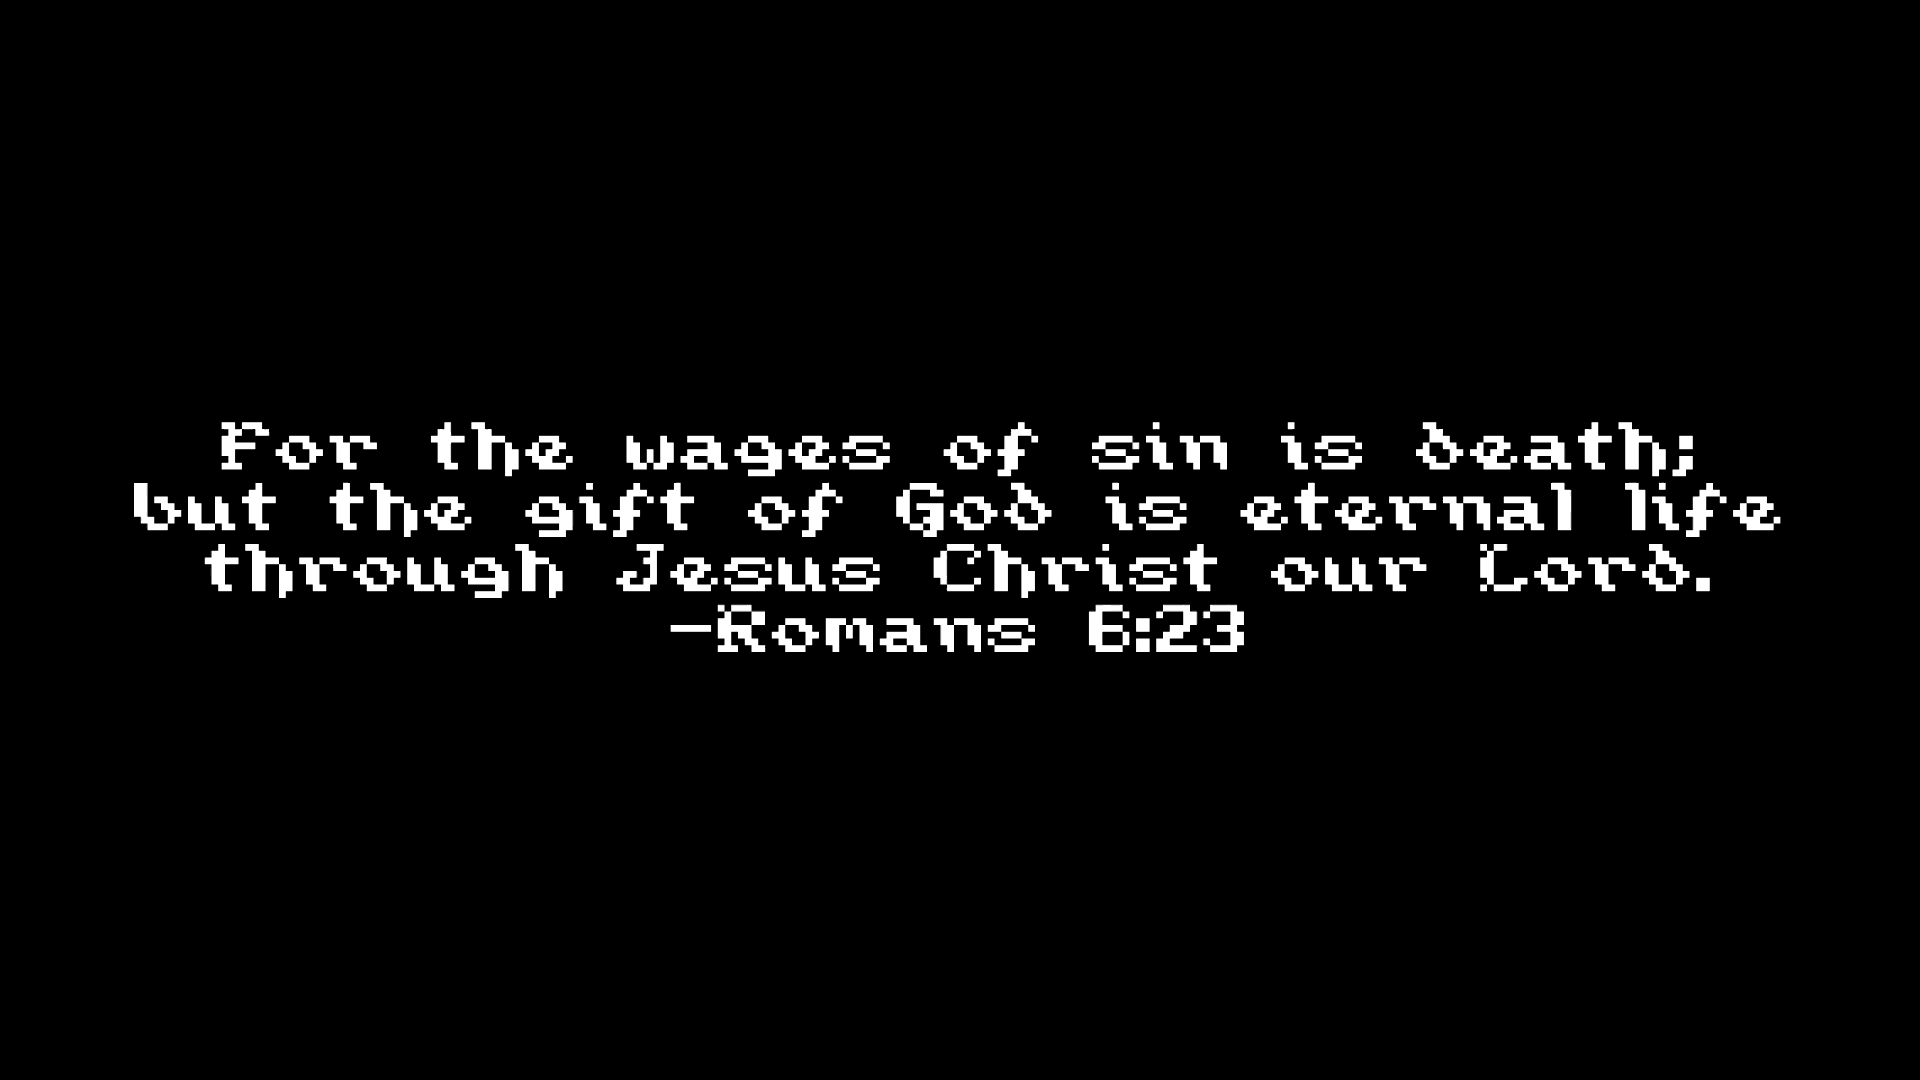 For the wages of sin is death;
but the gift of God is eternal life
through Jesus Christ our Lord.
-Romans 6:23